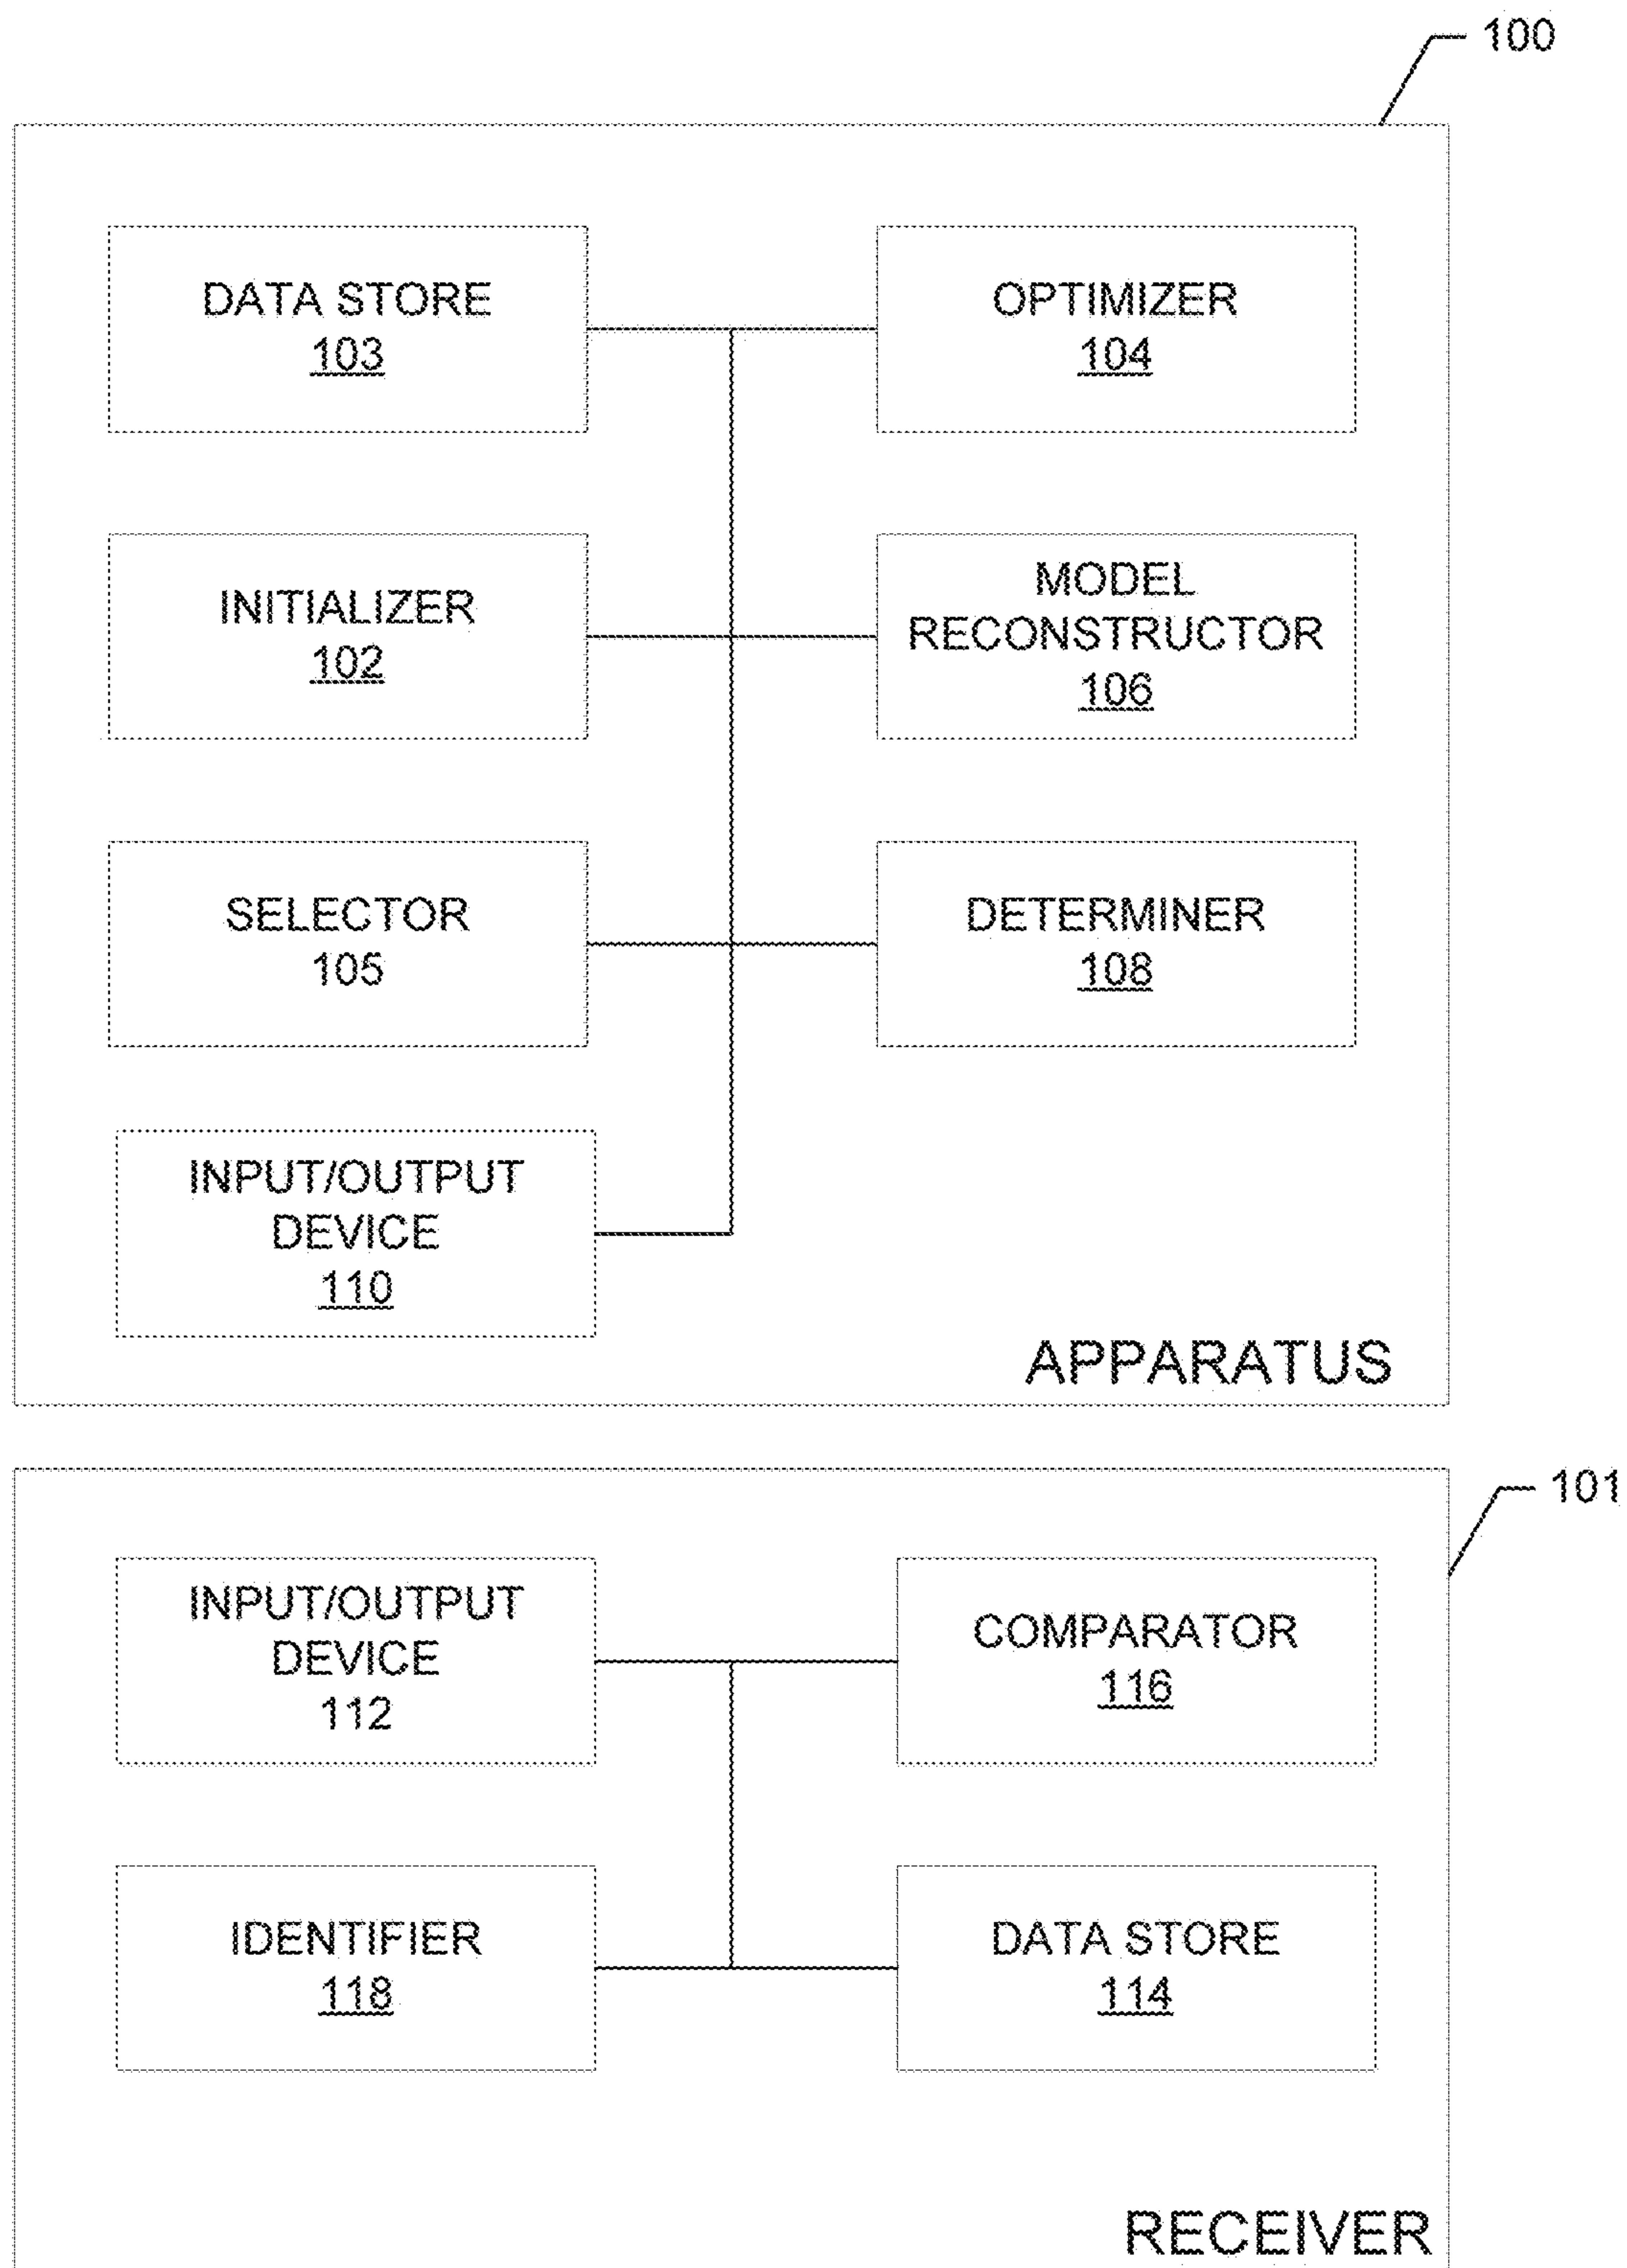 100
DATA STORE
103
OPTIMIZER
104
INITIALIZER
102
MODEL
RECONSTRUCTOR
106
SELECTOR
105
DETERMINER
108
INPUT/OUTPUT
DEVICE
110
APPARATUS
101
INPUT/OUTPUT
DEVICE
112
COMPARATOR
116
IDENTIFIER
118
DATA STORE
114
RECEIVER